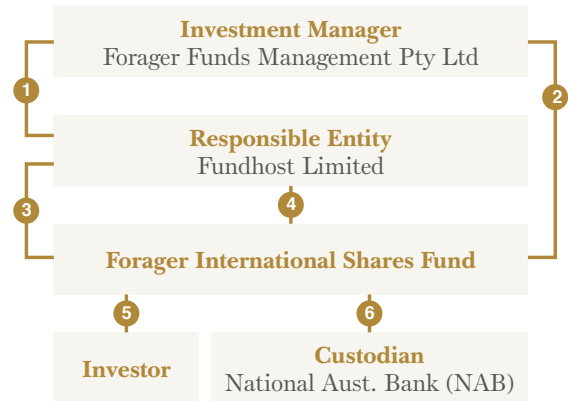 Investment Manager
Forager Funds Management Pty Ltd
1
2
Responsible Entity
Fundhost Limited
3
4
Forager International Shares Fund
5
6
Investor
Custodian
National Aust. Bank (NAB)